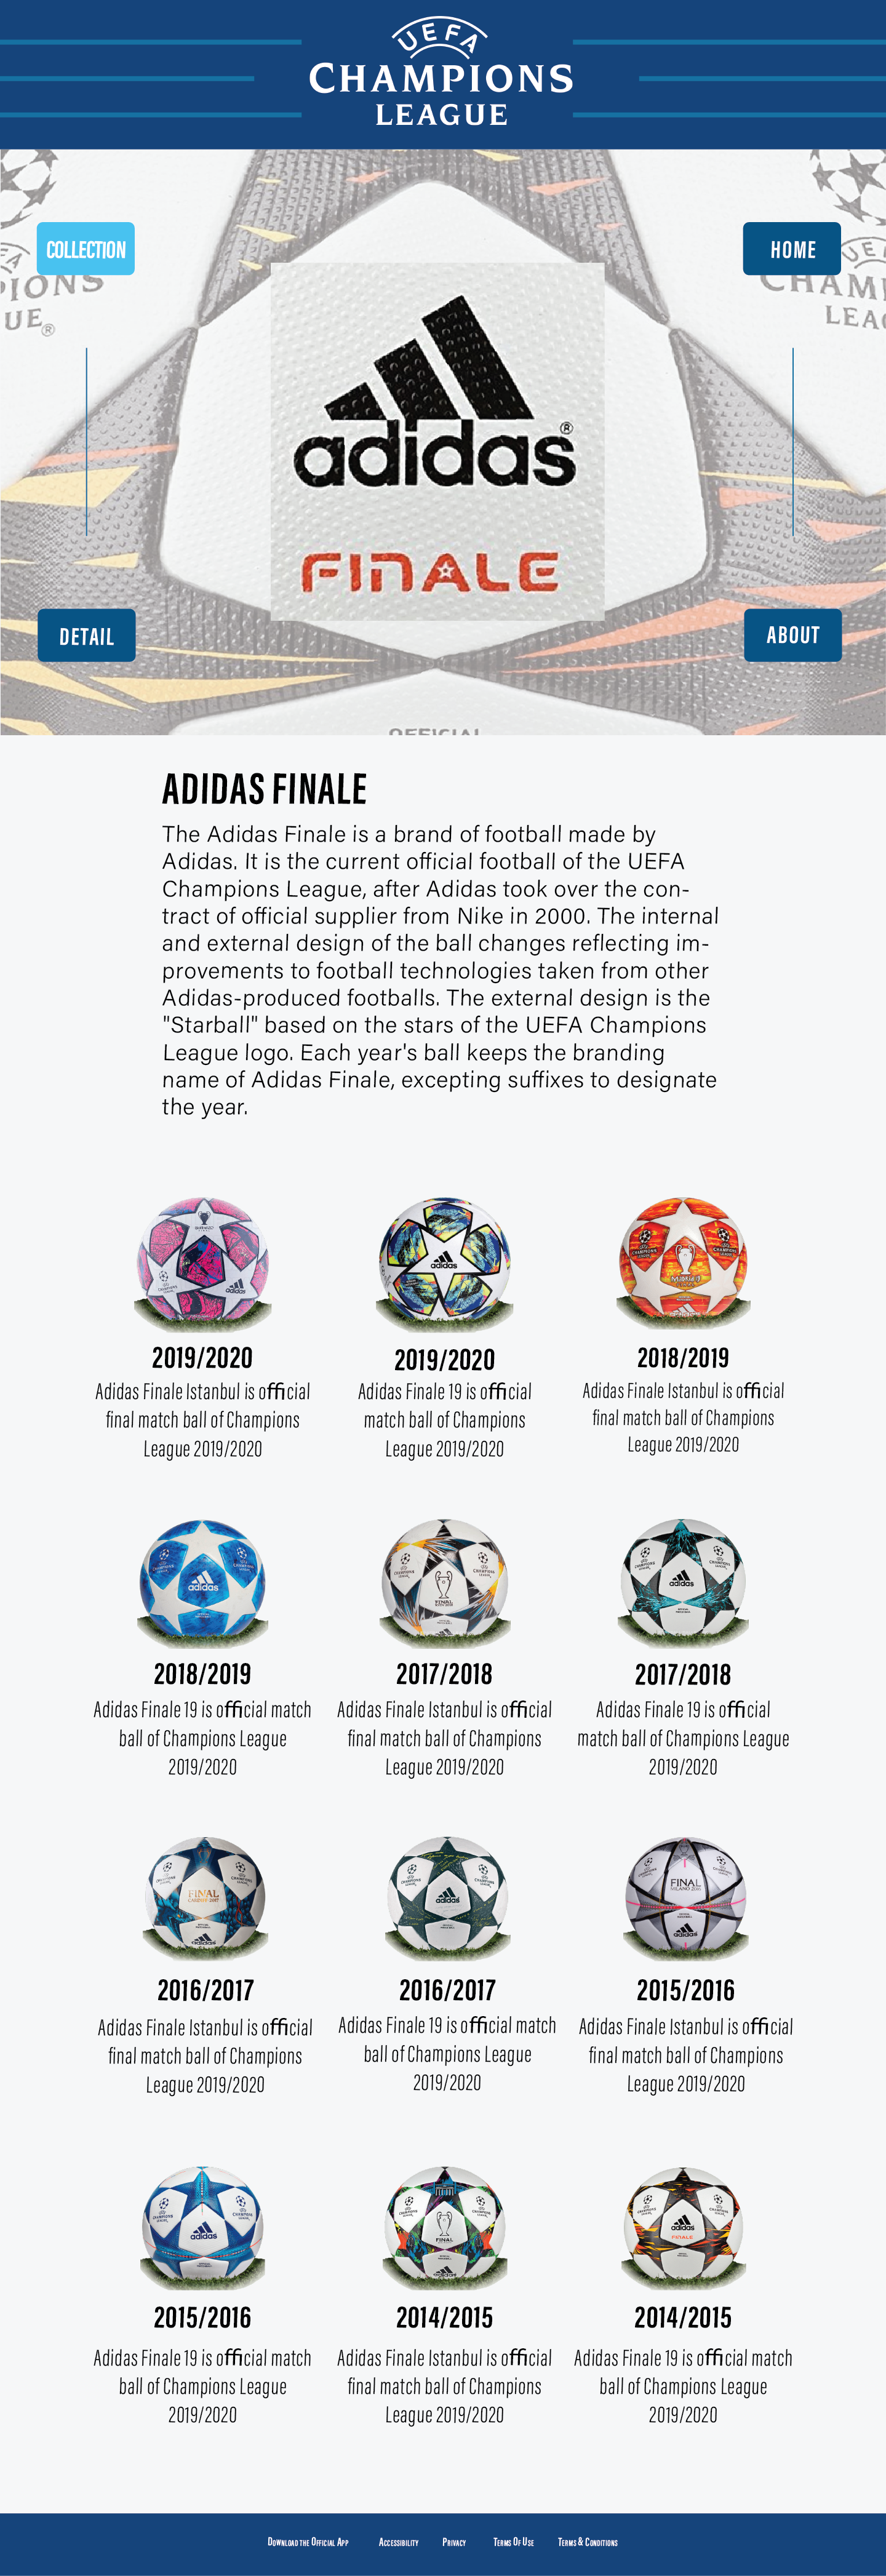 UEFA
CHAMPIONS
LEAGUE
COLLECTION
HOME
PIONS
UE®
UE
CHAM
LEA
adidas®
FINALE
DETAIL
ABOUT
OFFICIAL
ADIDAS FINALE
The Adidas Finale is a brand of football made by
Adidas. It is the current official football of the UEFA
Champions League, after Adidas took over the con-
tract of official supplier from Nike in 2000. The internal
and external design of the ball changes reflecting im-
provements to football technologies taken from other
Adidas-produced footballs. The external design is the
"Starball" based on the stars of the UEFA Champions
League logo. Each year's ball keeps the branding
name of Adidas Finale, excepting suffixes to designate
the year.
2019/2020
Adidas Finale Istanbul is official
final match ball of Champions
League 2019/2020
2019/2020
Adidas Finale 19 is official
match ball of Champions
League 2019/2020
2018/2019
Adidas Finale Istanbul is official
final match ball of Champions
League 2019/2020
2018/2019
Adidas Finale 19 is official match
ball of Champions League
2019/2020
2017/2018
Adidas Finale Istanbul is official
final match ball of Champions
League 2019/2020
2017/2018
Adidas Finale 19 is official
match ball of Champions League
2019/2020
2016/2017
Adidas Finale Istanbul is official
final match ball of Champions
League 2019/2020
2016/2017
Adidas Finale 19 is official match
ball of Champions League
2019/2020
2015/2016
Adidas Finale Istanbul is official
final match ball of Champions
League 2019/2020
2015/2016
Adidas Finale 19 is official match
ball of Champions League
2019/2020
2014/2015
Adidas Finale Istanbul is official
final match ball of Champions
League 2019/2020
2014/2015
Adidas Finale 19 is official match
ball of Champions League
2019/2020
Download the Official App Accessibility Privacy Terms Of Use Terms & Conditions